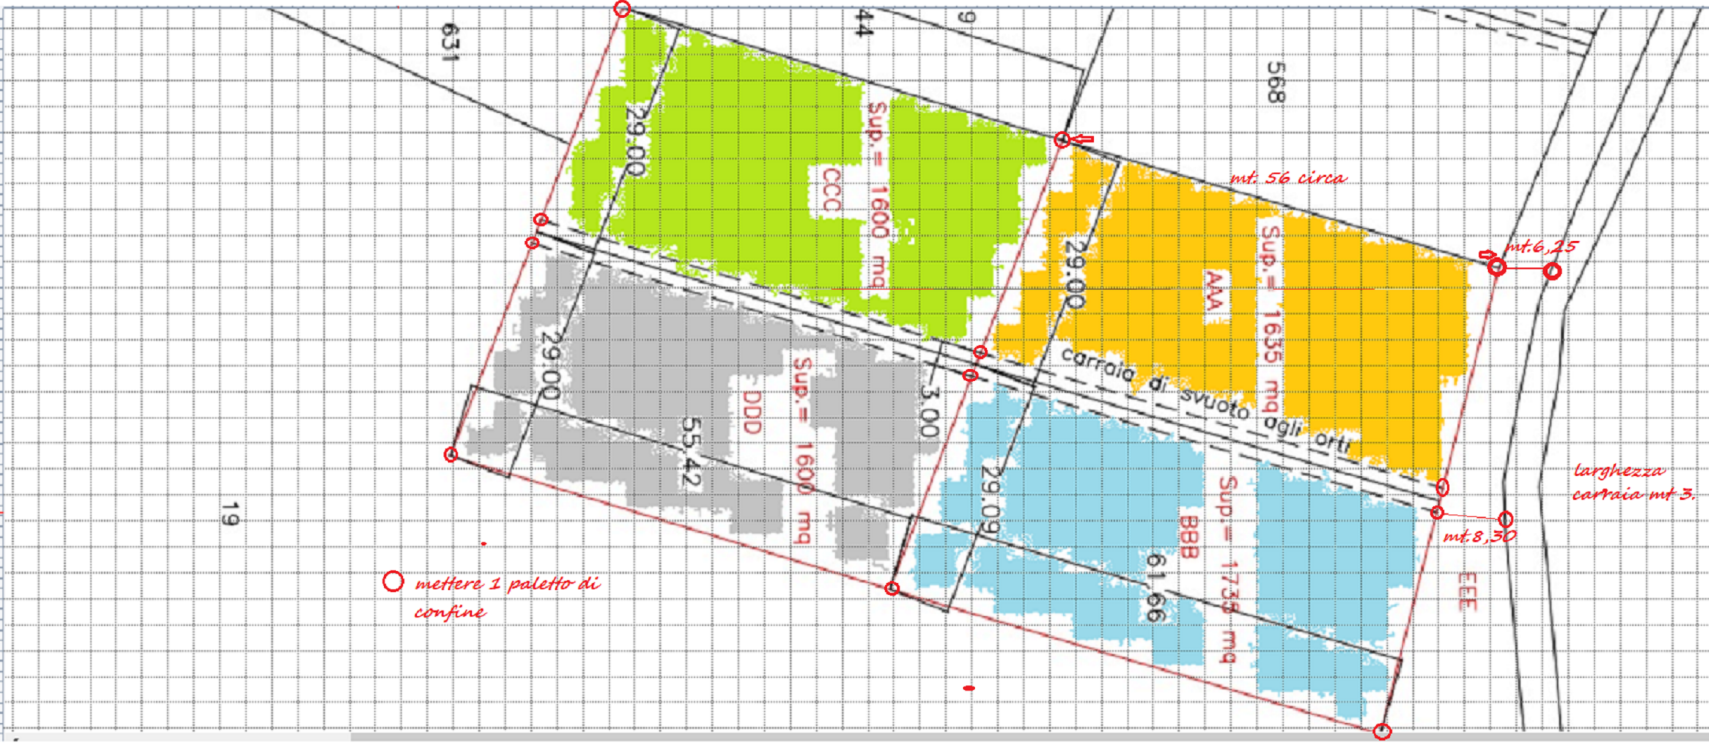 631
44
9
568
29.00
Sup.= 1600 mq
CCC
mt. 56 circa
29.00
Sup.= 1635 mq
AAA
mt.6,25
carraia di svuoto agli orti
29.00
55.42
DDD
Sup.= 1600 mq
3.00
29.09
BBB
Sup.= 1735 mq
61.66
larghezza
carraia mt 3.
mt.8,30
EEE
19
mettere 1 paletto di
confine